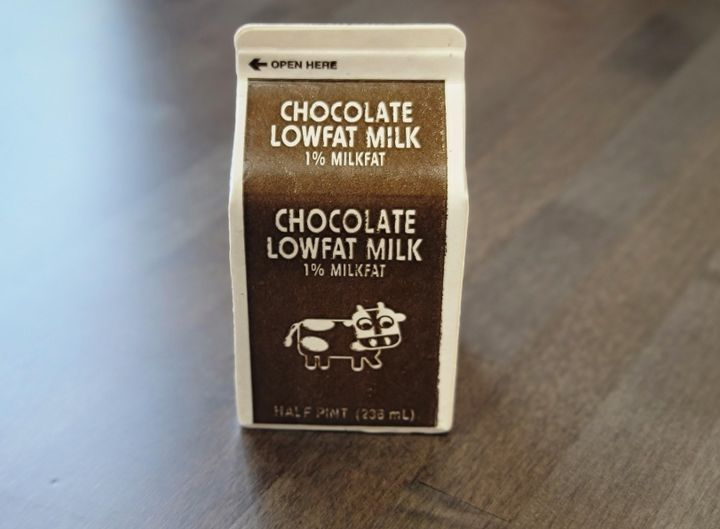 OPEN HERE
CHOCOLATE
LOWFAT MILK
1% MILKFAT
CHOCOLATE
LOWFAT MILK
1% MILKFAT
HALF PINT (236 mL)